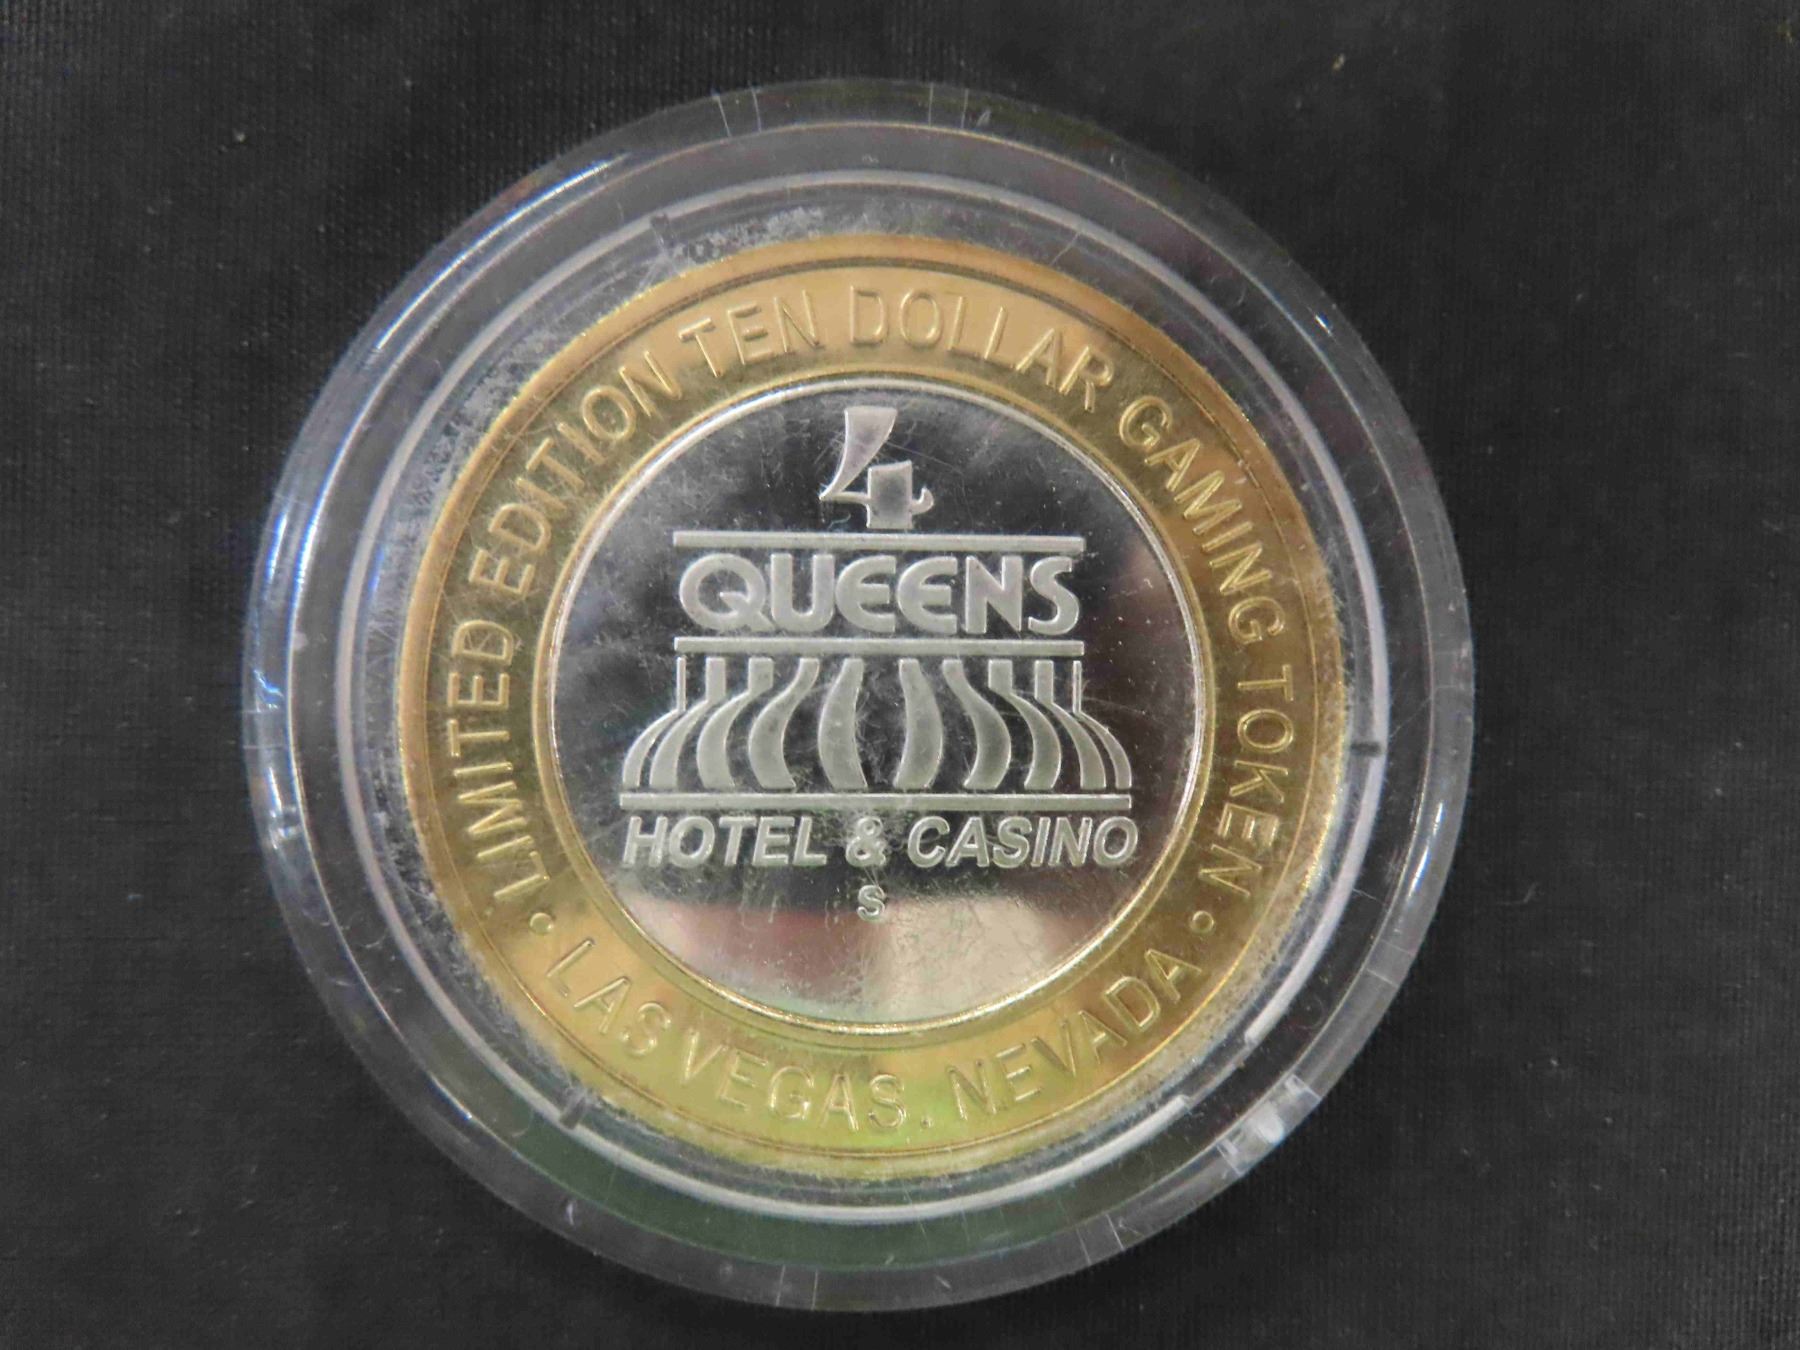 LIMITED EDITION TEN DOLLAR GAMING TOKEN
4
QUEENS
HOTEL & CASINO
S
• LAS VEGAS, NEVADA •